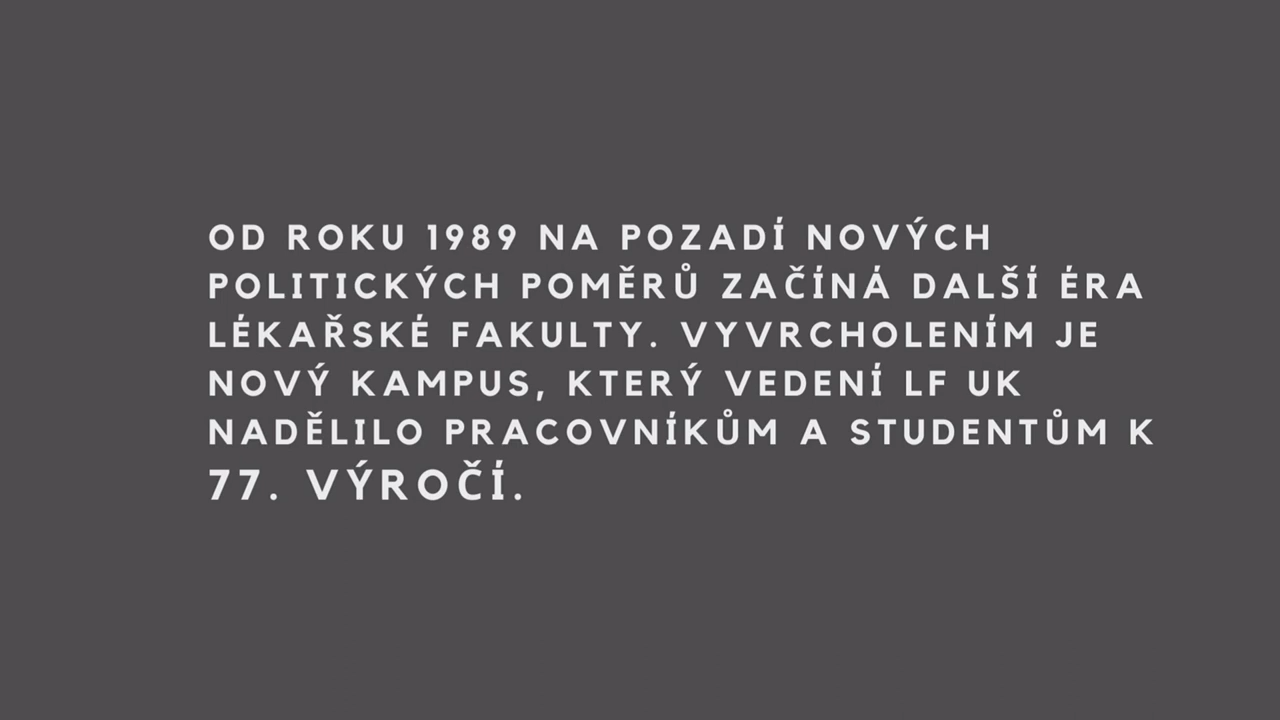 OD ROKU 1989 NA POZADÍ NOVÝCH
POLITICKÝCH POMĚRŮ ZAČÍNÁ DALŠÍ ÉRA
LÉKAŘSKÉ FAKULTY. VYVRCHOLENÍM JE
NOVÝ KAMPUS, KTERÝ VEDENÍ LF UK
NADĚLILO PRACOVNÍKŮM A STUDENTŮM K
77. VÝROČÍ.